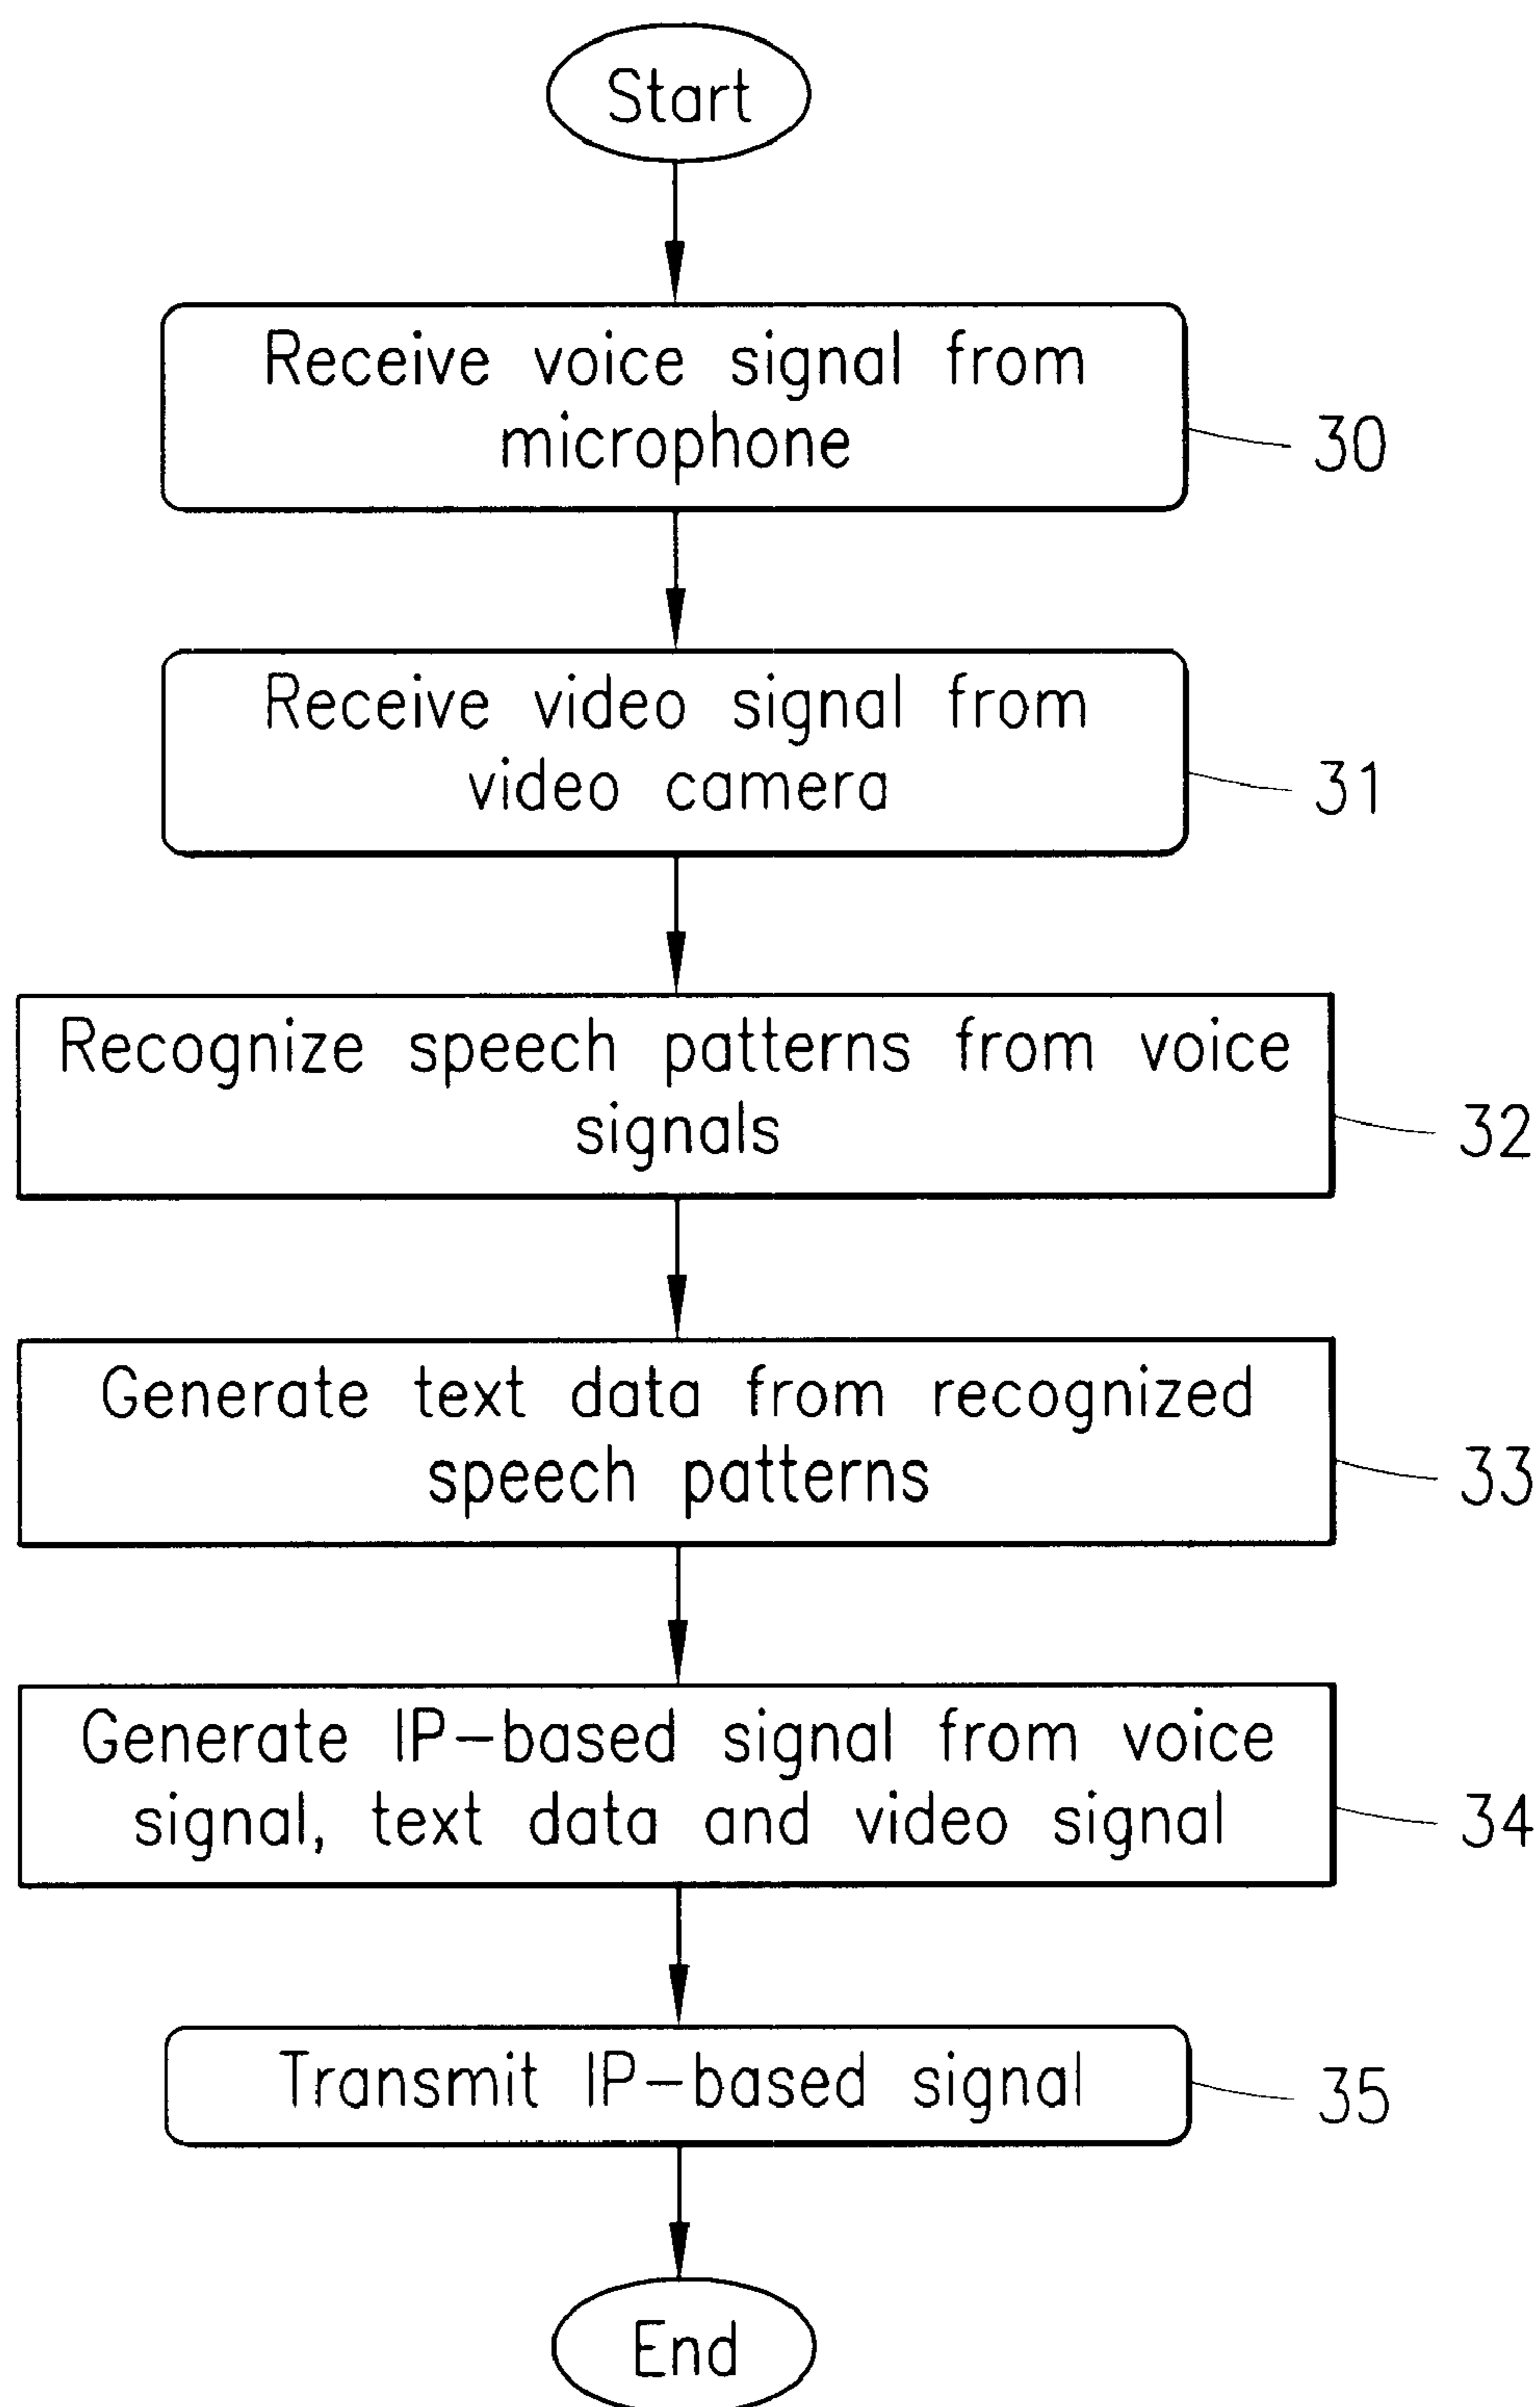 Start
Receive voice signal from
microphone
30
Receive video signal from
video camera
31
Recognize speech patterns from voice
signals
32
Generate text data from recognized
speech patterns
33
Generate IP-based signal from voice
signal, text data and video signal
34
Transmit IP-based signal
35
End